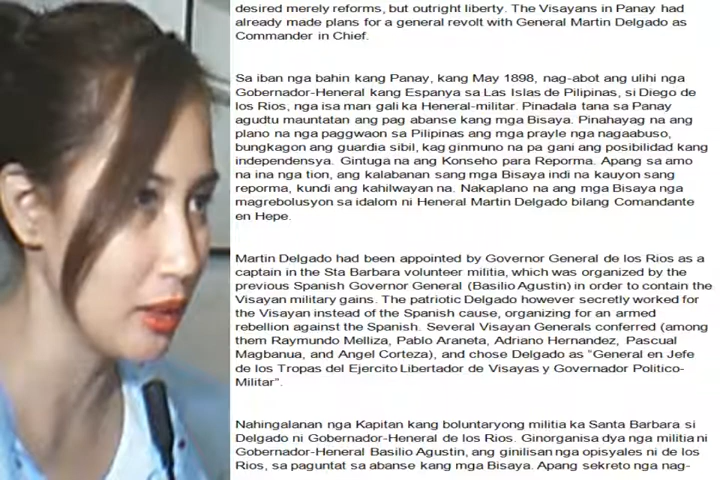 desired merely reforms, but outright liberty. The Visayans in Panay had
already made plans for a general revolt with General Martin Delgado as
Commander in Chief.
Sa iban nga bahin kang Panay, kang May 1898, nag-abot ang ulihi nga
Gobernador-Heneral kang Espanya sa Las Islas de Pilipinas, si Diego de
los Rios, nga isa man gali ka Heneral-militar. Pinadala tana sa Panay
agudtu mauntatan ang pag abanse kang mga Bisaya. Pinahayag na ang
plano na nga paggwaon sa Pilipinas ang mga prayle nga nagaabuso,
bungkagon ang guardia sibil, kag ginmuno na pa gani ang posibilidad kang
independensya. Gintuga na ang Konseho para Reporma. Apang sa amo
na ina nga tion, ang kalabanan sang mga Bisaya indi na kauyon sang
reporma, kundi ang kahilwayan na. Nakaplano na ang mga Bisaya nga
magrebolusyon sa idalom ni Heneral Martin Delgado bilang Comandante
en Hepe.
Martin Delgado had been appointed by Governor General de los Rios as a
captain in the Sta Barbara volunteer militia, which was organized by the
previous Spanish Governor General (Basilio Agustin) in order to contain the
Visayan military gains. The patriotic Delgado however secretly worked for
the Visayan instead of the Spanish cause, organizing for an armed
rebellion against the Spanish. Several Visayan Generals conferred (among
them Raymundo Melliza, Pablo Araneta, Adriano Hernandez, Pascual
Magbanua, and Angel Corteza), and chose Delgado as "General en Jefe
de los Tropas del Ejercito Libertador de Visayas y Governador Politico-
Militar".
Nahingalanan nga Kapitan kang boluntaryong militia ka Santa Barbara si
Delgado ni Gobernador-Heneral de los Rios. Ginorganisa dya nga militia ni
Gobernador-Heneral Basilio Agustin, ang ginilisan nga opisyales ni de los
Rios, sa paguntat sa abanse kang mga Bisaya. Apang sekreto nga nag-